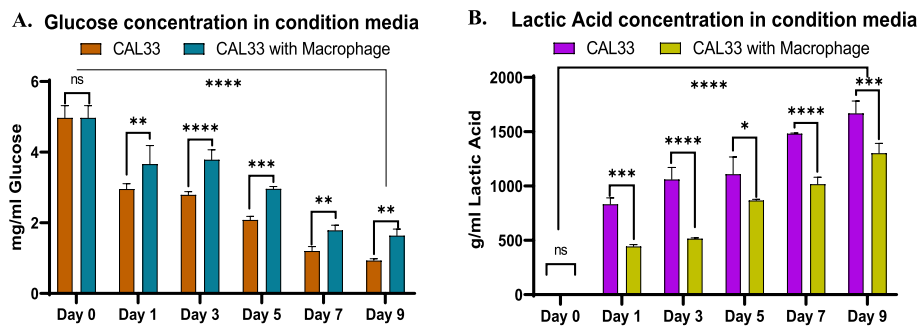 A. Glucose concentration in condition media
CAL33 CAL33 with Macrophage
mg/ml Glucose
6
4
2
0
ns
**
****
***
**
**
****
Day 0 Day 1 Day 3 Day 5 Day 7 Day 9
B. Lactic Acid concentration in condition media
CAL33 CAL33 with Macrophage
g/ml Lactic Acid
2000
1500
1000
500
0
ns
***
****
*
****
***
****
Day 0 Day 1 Day 3 Day 5 Day 7 Day 9